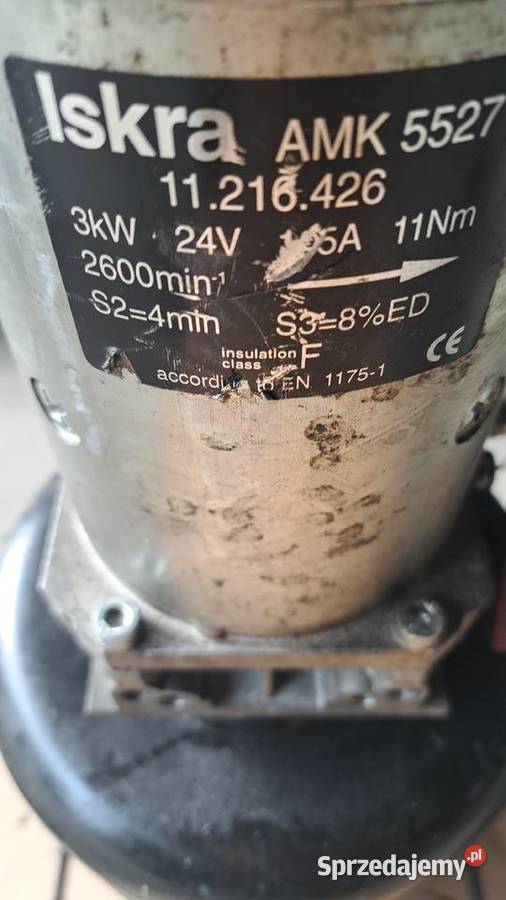 Iskra AMK 5527
11.216.426
3kW 24V 11Nm
2600min-1
S2=4min S3=8%ED
insulation class F
to EN 1175-1
CE
Sprzedajemy.pl